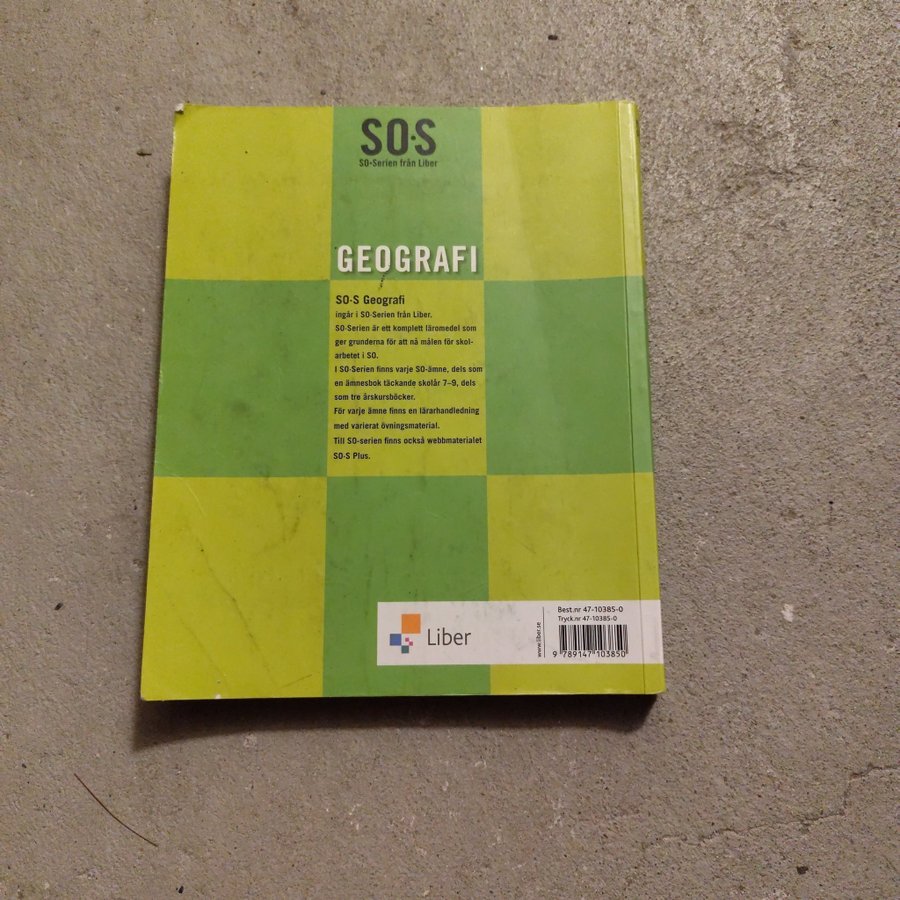 SO·S
SO·Serien från Liber
GEOGRAFI
SO·S Geografi
ingår i SO·Serien från Liber.
SO·Serien är ett komplett läromedel som
ger grunderna för att nå målen för skol-
arbetet i SO.
I SO·Serien finns varje SO-ämne, dels som
en ämnesbok täckande skolår 7–9, dels
som tre årskursböcker.
För varje ämne finns en lärarhandledning
med varierat övningsmaterial.
Till SO-serien finns också webbmaterialet
SO·S Plus.
Liber
www.liber.se
Best.nr 47-10385-0
Tryck.nr 47-10385-0
9 789147 103850